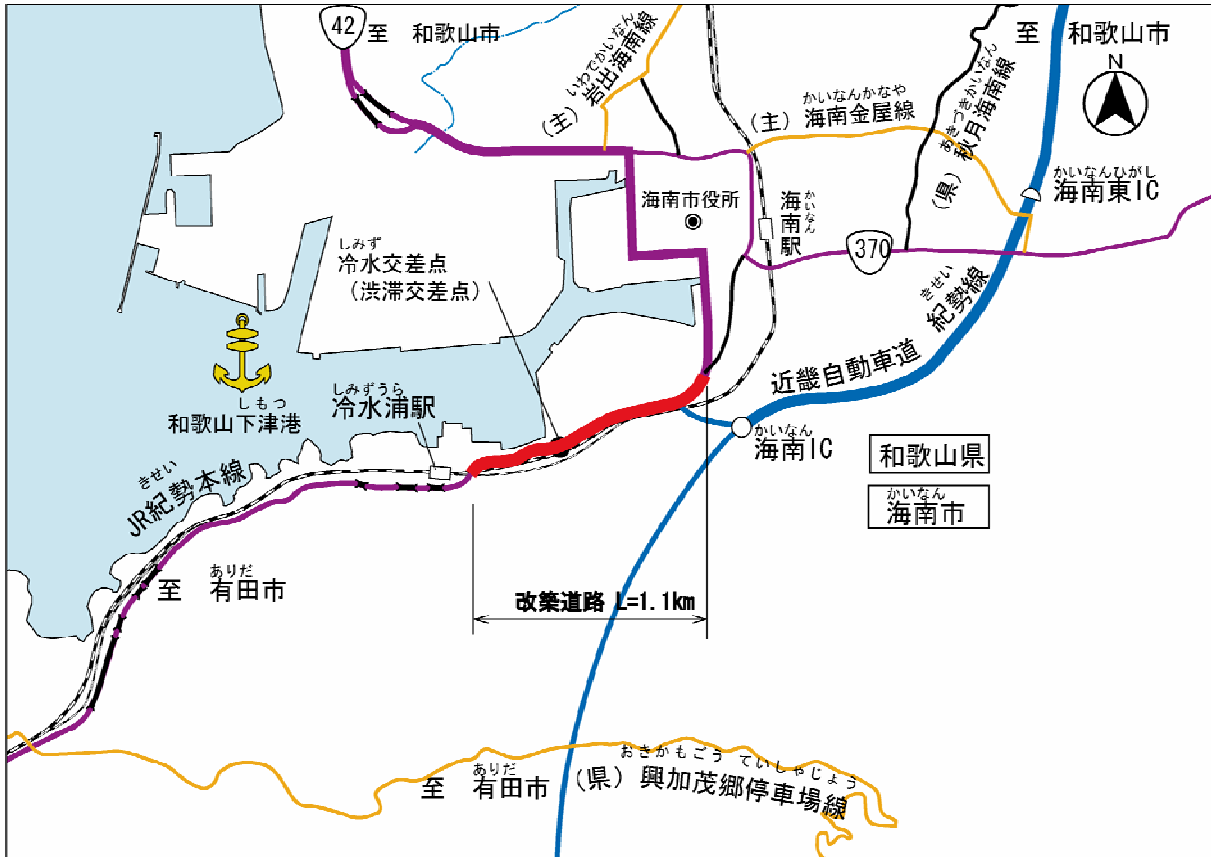 42
至 和歌山市
いわでかいなん
(主)岩出海南線
かいなんかなや
(主)海南金屋線
あきづきかいなん
(県)秋月海南線
至 和歌山市
N
かいなんひがし
海南東IC
海南市役所
かいなん
海南駅
370
しみず
冷水交差点
(渋滞交差点)
きせい
近畿自動車道 紀勢線
しもつ
和歌山下津港
しみずうら
冷水浦駅
かいなん
海南IC
和歌山県
かいなん
海南市
きせい
JR紀勢本線
ありだ
至 有田市
改築道路 L=1.1km
ありだ
至 有田市
おきかもごう ていしゃじょう
(県)興加茂郷停車場線